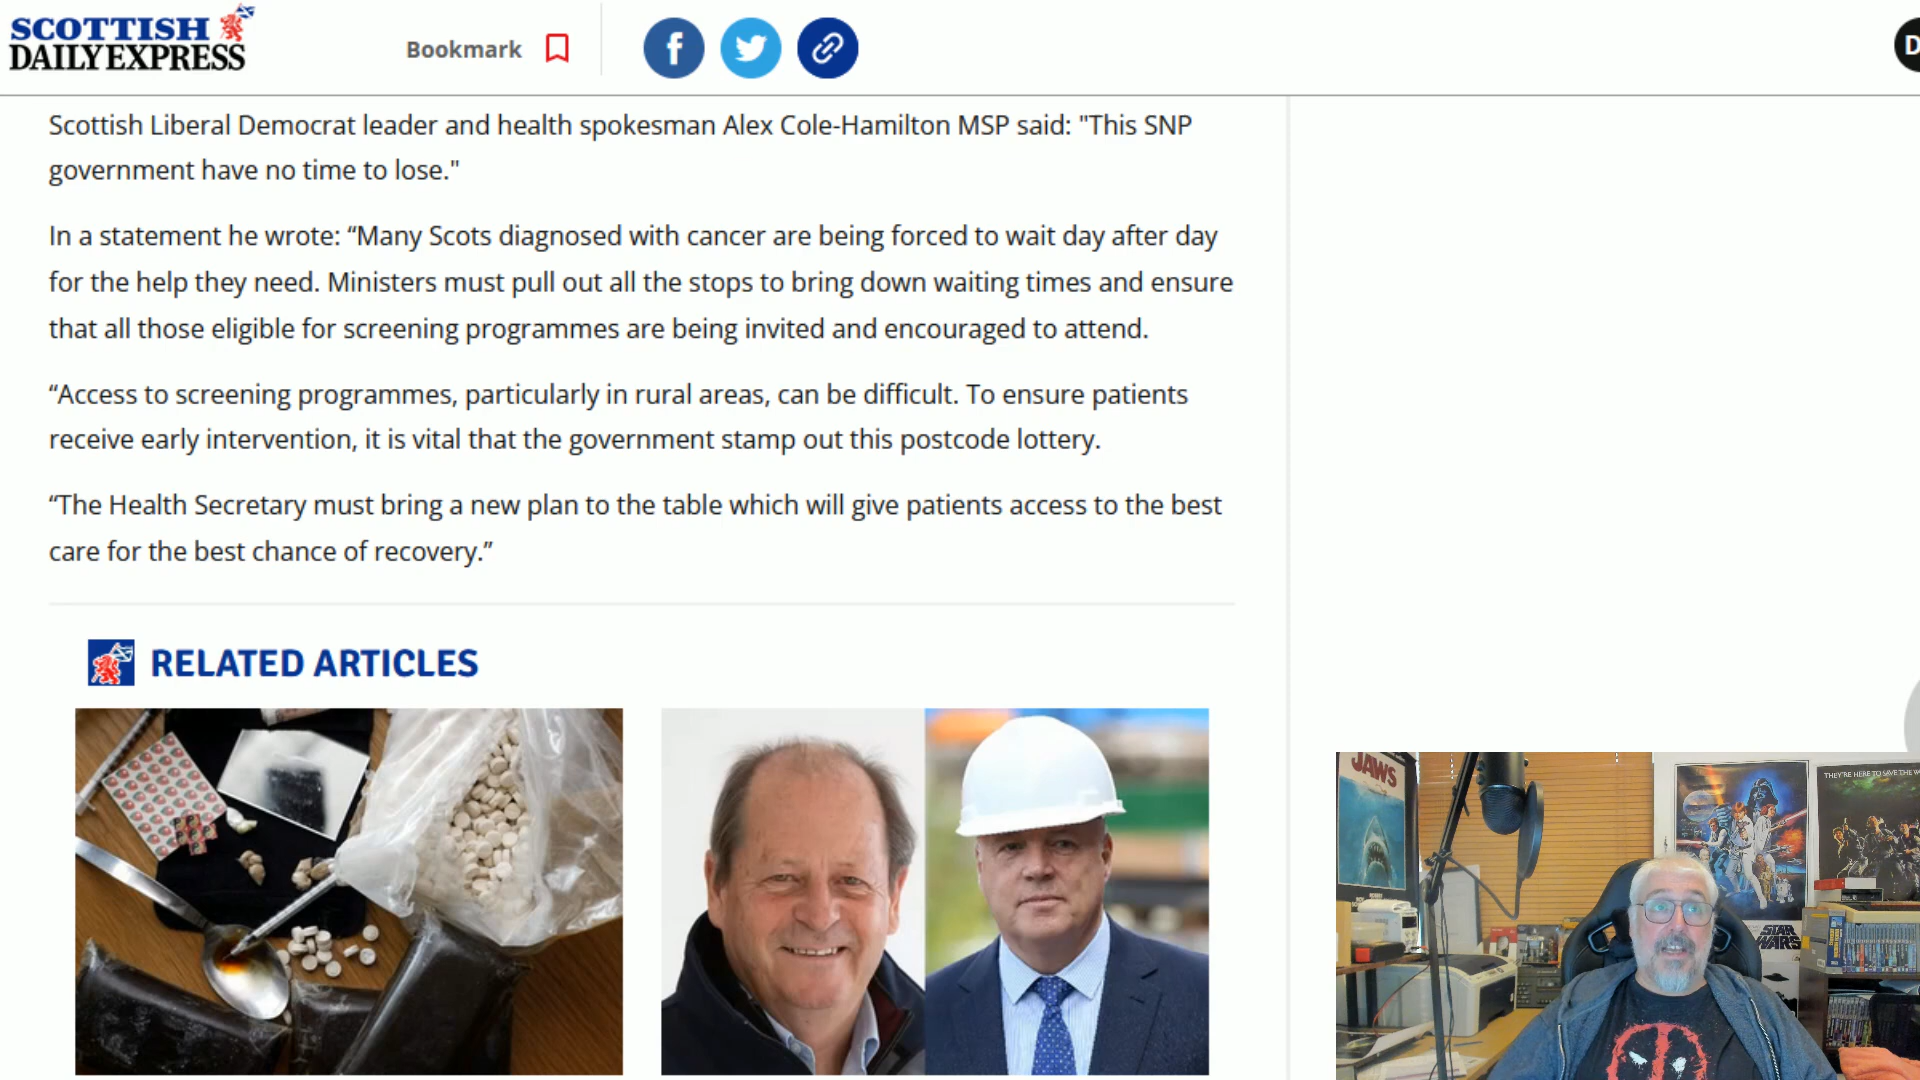 SCOTTISH
DAILY EXPRESS
Bookmark
D
Scottish Liberal Democrat leader and health spokesman Alex Cole-Hamilton MSP said: "This SNP
government have no time to lose."
In a statement he wrote: “Many Scots diagnosed with cancer are being forced to wait day after day
for the help they need. Ministers must pull out all the stops to bring down waiting times and ensure
that all those eligible for screening programmes are being invited and encouraged to attend.
“Access to screening programmes, particularly in rural areas, can be difficult. To ensure patients
receive early intervention, it is vital that the government stamp out this postcode lottery.
“The Health Secretary must bring a new plan to the table which will give patients access to the best
care for the best chance of recovery.”
RELATED ARTICLES
JAWS
THEY'RE HERE TO SAVE THE W
STAR
WARS